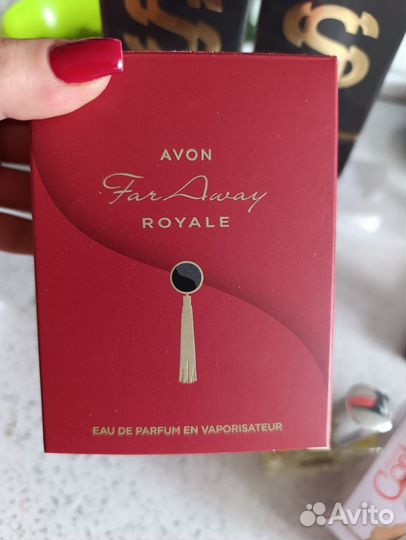 AVON
Far Away
ROYALE
EAU DE PARFUM EN VAPORISATEUR
Avito